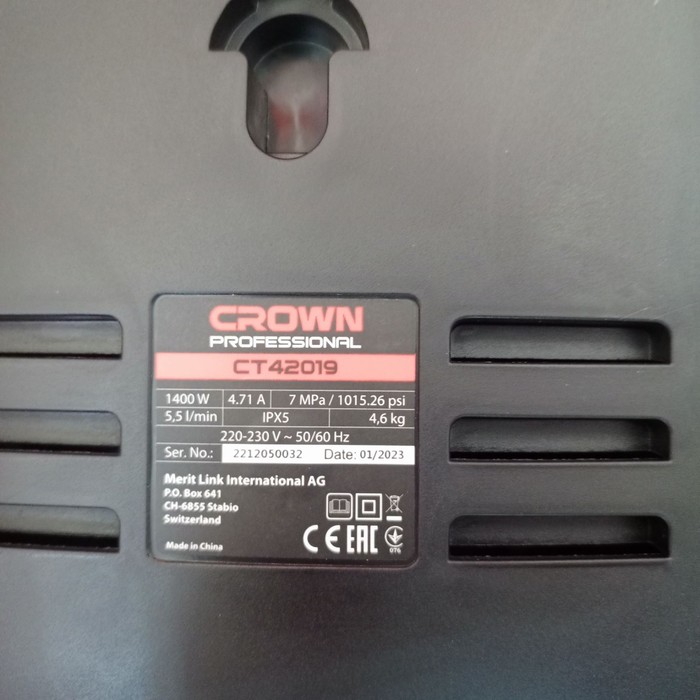 CROWN
PROFESSIONAL
CT42019
1400 W 4.71 A 7 MPa / 1015.26 psi
5,5 l/min IPX5 4,6 kg
220-230 V ~ 50/60 Hz
Ser. No.: 2212050032 Date: 01/2023
Merit Link International AG
P.O. Box 641
CH-6855 Stabio
Switzerland
Made in China
CE EAC 076